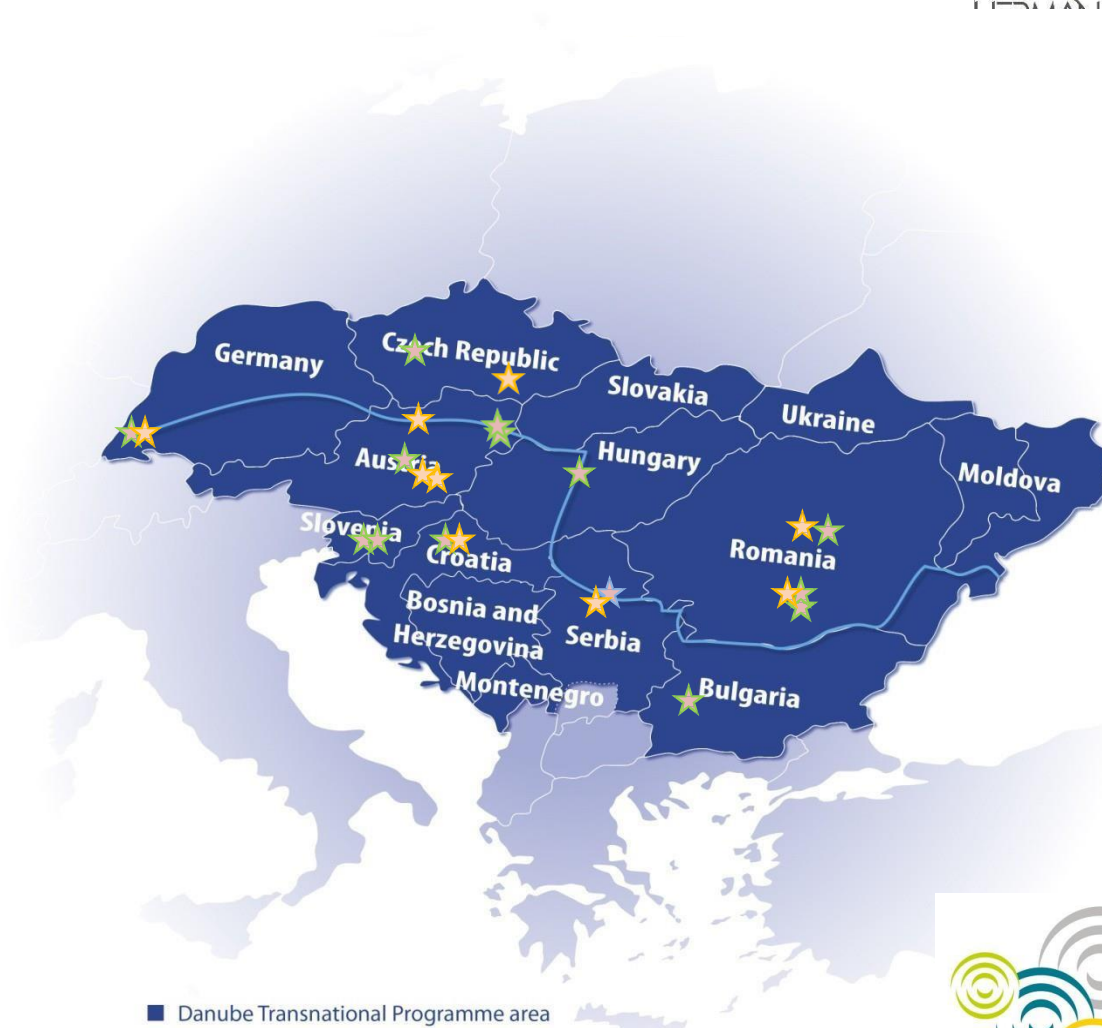 Germany
Czech Republic
Slovakia
Ukraine
Hungary
Moldova
Austria
Slovenia
Croatia
Romania
Bosnia and
Herzegovina
Serbia
Montenegro
Bulgaria
Danube Transnational Programme area